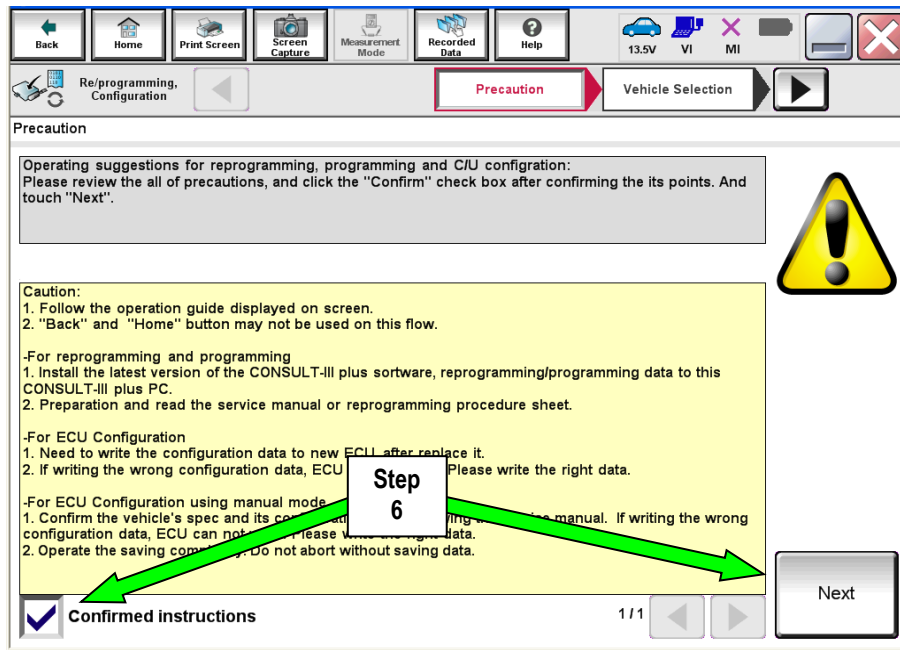 Back
Home
Print Screen
Screen
Capture
Measurement
Mode
Recorded
Data
Help
13.5V
VI
MI
Re/programming,
Configuration
Precaution
Vehicle Selection
Precaution
Operating suggestions for reprogramming, programming and C/U configration:
Please review the all of precautions, and click the "Confirm" check box after confirming the its points. And
touch "Next".
Caution:
1. Follow the operation guide displayed on screen.
2. "Back" and "Home" button may not be used on this flow.
-For reprogramming and programming
1. Install the latest version of the CONSULT-III plus sortware, reprogramming/programming data to this
CONSULT-III plus PC.
2. Preparation and read the service manual or reprogramming procedure sheet.
-For ECU Configuration
1. Need to write the configuration data to new ECU after replace it.
2. If writing the wrong configuration data, ECU Please write the right data.
-For ECU Configuration using manual mode
1. Confirm the vehicle's spec and its manual. If writing the wrong
configuration data, ECU can not Please write the right data.
2. Operate the saving Do not abort without saving data.
Step
6
Confirmed instructions
1/1
Next